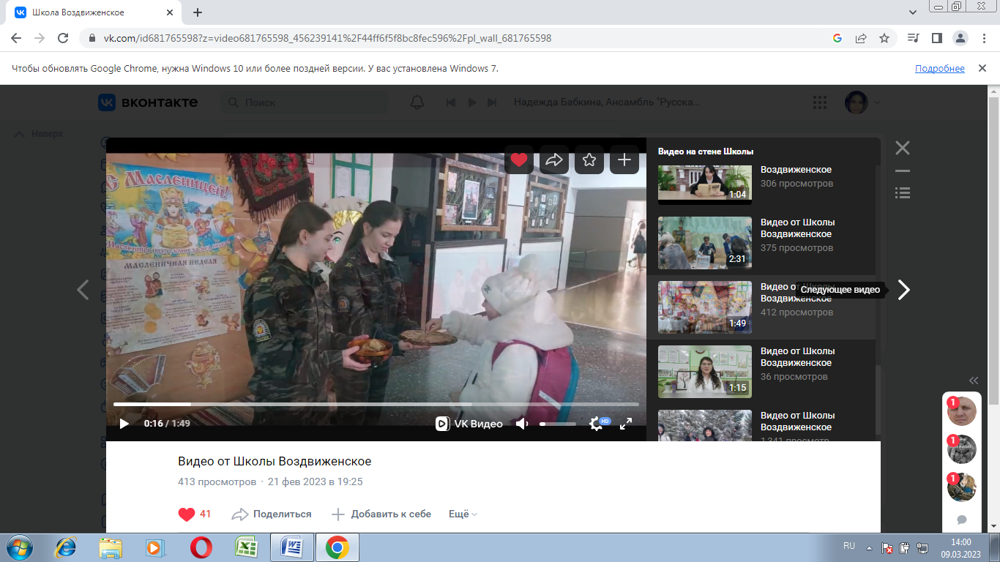 Школа Воздвиженское
vk.com/id681765598?z=video681765598_456239141%2F44ff6f5f8bc8fec596%2Fpl_wall_681765598
Чтобы обновлять Google Chrome, нужна Windows 10 или более поздней версии. У вас установлена Windows 7.
Подробнее
вконтакте
Поиск
Надежда Бабкина, Ансамбль "Русска...
Наверх
С Масленицей!
МАСЛЕНИЧНАЯ НЕДЕЛЯ
0:16 / 1:49
VK Видео
HD
Видео на стене Школы
Воздвиженское
306 просмотров
1:04
Видео от Школы
Воздвиженское
375 просмотров
2:31
Видео от Школы
Воздвиженское
412 просмотров
1:49
Следующее видео
Видео от Школы
Воздвиженское
36 просмотров
1:15
Видео от Школы
Воздвиженское
1 341 просмотр
Видео от Школы Воздвиженское
413 просмотров · 21 фев 2023 в 19:25
41
Поделиться
Добавить к себе
Ещё
1
1
1
RU
14:00
09.03.2023